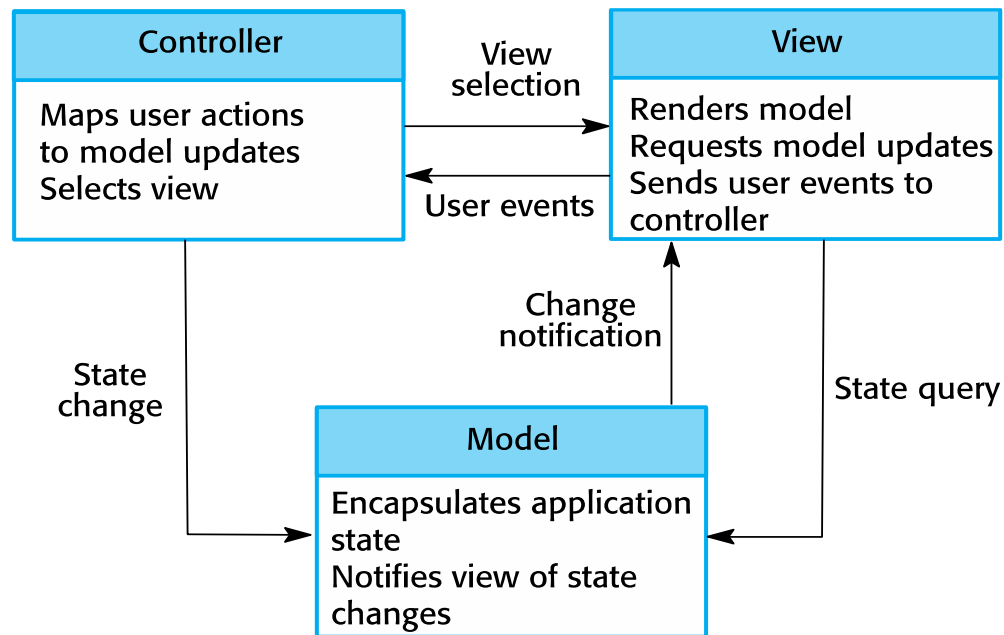 Controller
Maps user actions
to model updates
Selects view
View
selection
User events
View
Renders model
Requests model updates
Sends user events to
controller
State
change
Change
notification
State query
Model
Encapsulates application
state
Notifies view of state
changes